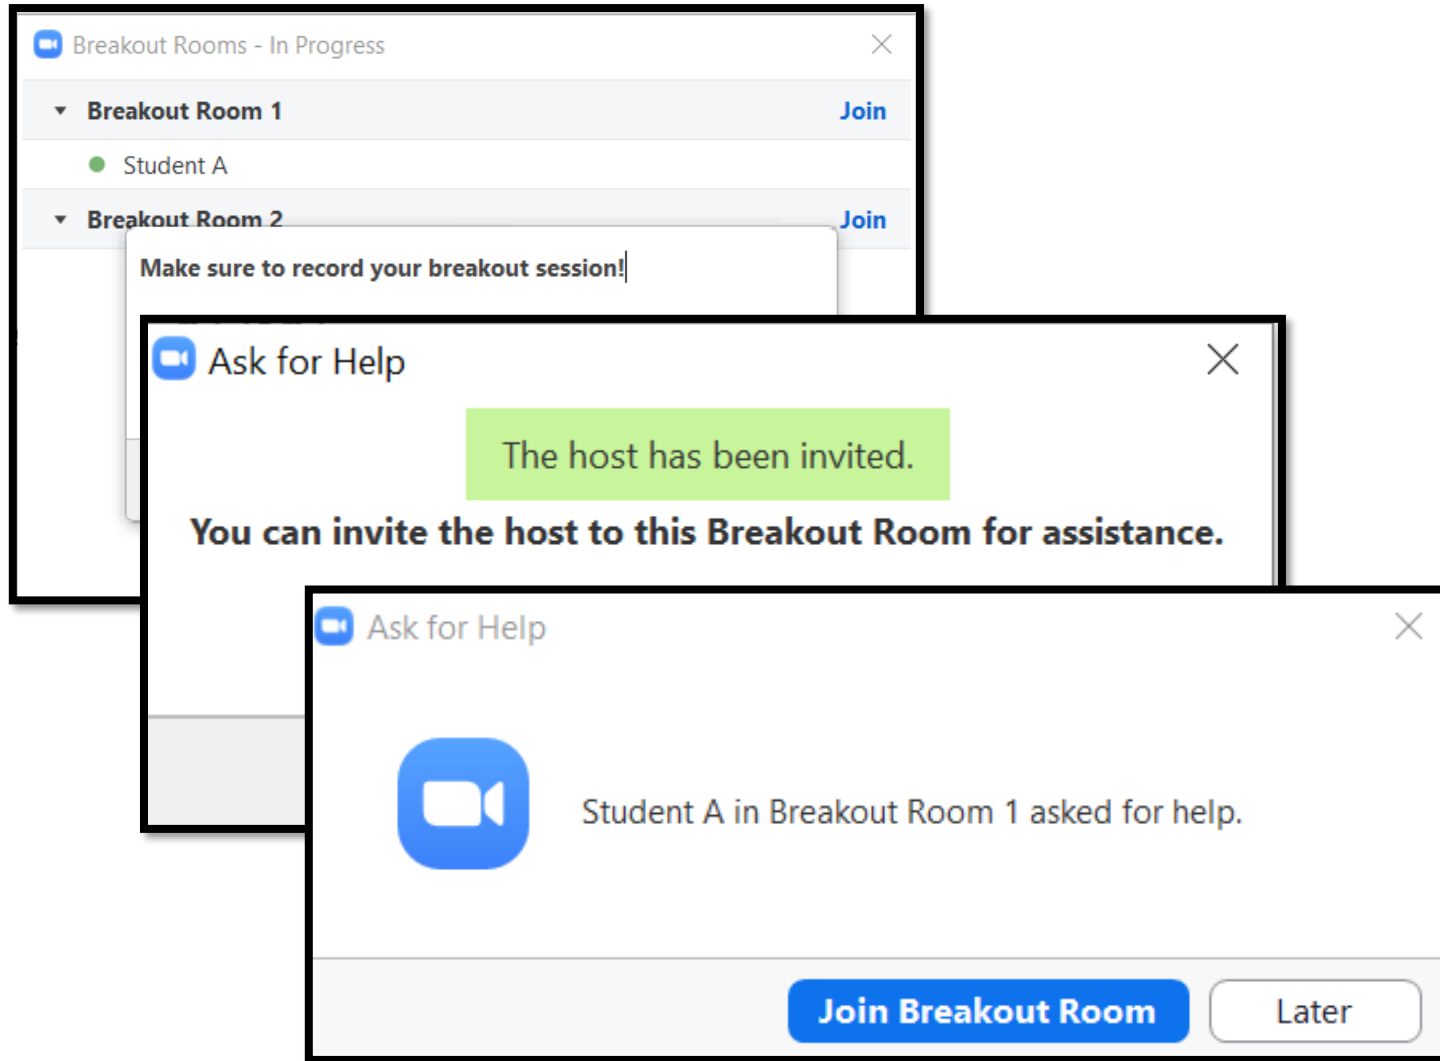 Breakout Rooms - In Progress
Breakout Room 1 Join
Student A
Breakout Room 2 Join
Make sure to record your breakout session!
Ask for Help
The host has been invited.
You can invite the host to this Breakout Room for assistance.
Ask for Help
Student A in Breakout Room 1 asked for help.
Join Breakout Room Later